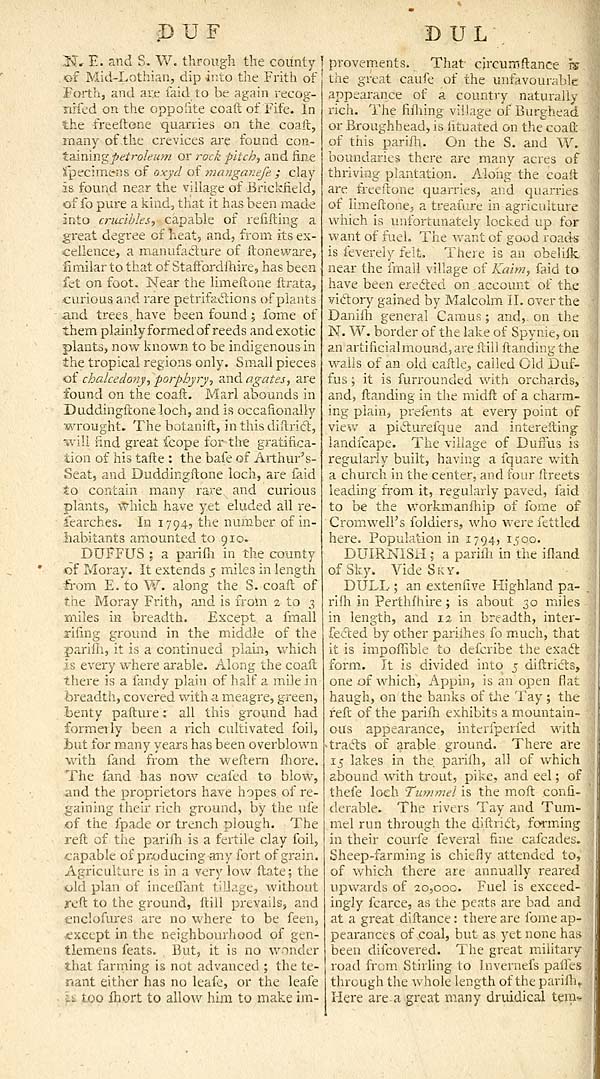 DUF
DUL
N. E. and S. W. through the county
of Mid-Lothian, dip into the Frith of
Forth, and are ſaid to be again recog-
niſed on the oppoſite coaſt of Fife. In
the freeſtone quarries on the coaſt,
many of the crevices are found con-
taining petroleum or rock pitch, and fine
ſpecimens of oxyd of manganeſe; clay
is found near the village of Brickfield,
of ſo pure a kind, that it has been made
into crucibles, capable of reſiſting a
great degree of heat, and, from its ex-
cellence, a manufacture of ſtoneware,
ſimilar to that of Staffordſhire, has been
ſet on foot. Near the limeſtone ſtrata,
curious and rare petrifactions of plants
and trees have been found; ſome of
them plainly formed of reeds and exotic
plants, now known to be indigenous in
the tropical regions only. Small pieces
of chalcedony, porphyry, and agates, are
found on the coaſt. Marl abounds in
Duddingſtone loch, and is occaſionally
wrought. The botaniſt, in this diſtrict,
will find great ſcope for the gratifica-
tion of his taſte: the baſe of Arthur's-
Seat, and Duddingſtone loch, are ſaid
to contain many rare and curious
plants, which have yet eluded all re-
ſearches. In 1794, the number of in-
habitants amounted to 910.
DUFFUS; a pariſh in the county
of Moray. It extends 5 miles in length
from E. to W. along the S. coaſt of
the Moray Frith, and is from 2 to 3
miles in breadth. Except a ſmall
riſing ground in the middle of the
pariſh, it is a continued plain, which
is every where arable. Along the coaſt
there is a ſandy plain of half a mile in
breadth, covered with a meagre, green,
benty paſture: all this ground had
formerly been a rich cultivated ſoil,
but for many years has been overblown
with ſand from the weſtern ſhore.
The ſand has now ceaſed to blow,
and the proprietors have hopes of re-
gaining their rich ground, by the uſe
of the ſpade or trench plough. The
reſt of the pariſh is a fertile clay ſoil,
capable of producing any ſort of grain.
Agriculture is in a very low ſtate; the
old plan of inceſſant tillage, without
reſt to the ground, ſtill prevails, and
encloſures are no where to be ſeen,
except in the neighbourhood of gen-
tlemens ſeats. But, it is no wonder
that farming is not advanced; the te-
nant either has no leaſe, or the leaſe
is too ſhort to allow him to make im-
provements. That circumſtance is
the great cauſe of the unfavourable
appearance of a country naturally
rich. The fiſhing village of Burghead
or Broughhead, is ſituated on the coaſt
of this pariſh. On the S. and W.
boundaries there are many acres of
thriving plantation. Along the coaſt
are freeſtone quarries, and quarries
of limeſtone, a treaſure in agriculture
which is unfortunately locked up for
want of fuel. The want of good roads
is ſeverely felt. There is an obeliſk
near the ſmall village of Kaim, ſaid to
have been erected on account of the
victory gained by Malcolm II. over the
Daniſh general Camus; and, on the
N. W. border of the lake of Spynie, on
an artificial mound, are ſtill ſtanding the
walls of an old caſtle, called Old Duf-
fus; it is ſurrounded with orchards,
and, ſtanding in the midſt of a charm-
ing plain, preſents at every point of
view a pictureſque and intereſting
landſcape. The village of Duffus is
regularly built, having a ſquare with
a church in the center, and four ſtreets
leading from it, regularly paved, ſaid
to be the workmanſhip of ſome of
Cromwell's ſoldiers, who were ſettled
here. Population in 1794, 1500.
DUIRNISH; a pariſh in the iſland
of Sky. Vide SKY.
DULL; an extenſive Highland pa-
riſh in Perthſhire; is about 30 miles
in length, and 12 in breadth, inter-
ſected by other pariſhes ſo much, that
it is impoſſible to deſcribe the exact
form. It is divided into 5 diſtricts,
one of which, Appin, is an open flat
haugh, on the banks of the Tay; the
reſt of the pariſh exhibits a mountain-
ous appearance, interſperſed with
tracts of arable ground. There are
15 lakes in the pariſh, all of which
abound with trout, pike, and eel; of
theſe loch Tummel is the moſt conſi-
derable. The rivers Tay and Tum-
mel run through the diſtrict, forming
in their courſe ſeveral fine caſcades.
Sheep-farming is chiefly attended to,
of which there are annually reared
upwards of 20,000. Fuel is exceed-
ingly ſcarce, as the peats are bad and
at a great diſtance: there are ſome ap-
pearances of coal, but as yet none has
been diſcovered. The great military
road from Stirling to Inverneſs paſſes
through the whole length of the pariſh.
Here are a great many druidical tem-